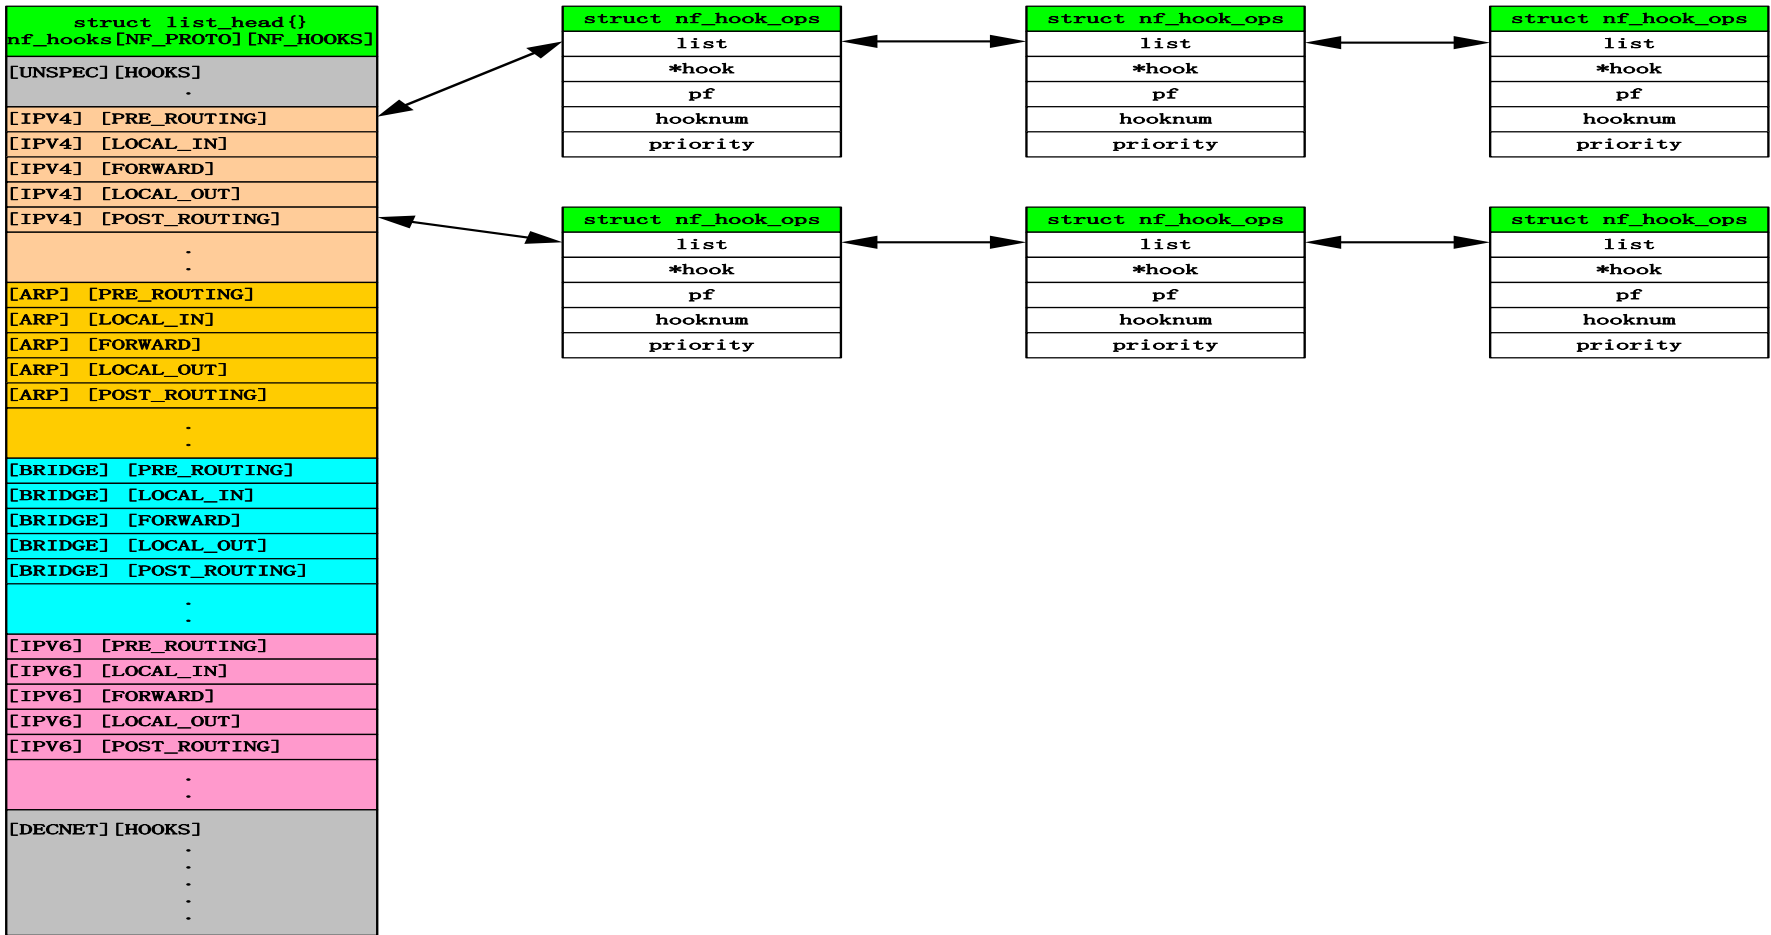 struct list_head{}
nf_hooks[NF_PROTO][NF_HOOKS]
[UNSPEC][HOOKS]
.
[IPV4] [PRE_ROUTING]
[IPV4] [LOCAL_IN]
[IPV4] [FORWARD]
[IPV4] [LOCAL_OUT]
[IPV4] [POST_ROUTING]
.
.
[ARP] [PRE_ROUTING]
[ARP] [LOCAL_IN]
[ARP] [FORWARD]
[ARP] [LOCAL_OUT]
[ARP] [POST_ROUTING]
.
.
[BRIDGE] [PRE_ROUTING]
[BRIDGE] [LOCAL_IN]
[BRIDGE] [FORWARD]
[BRIDGE] [LOCAL_OUT]
[BRIDGE] [POST_ROUTING]
.
.
[IPV6] [PRE_ROUTING]
[IPV6] [LOCAL_IN]
[IPV6] [FORWARD]
[IPV6] [LOCAL_OUT]
[IPV6] [POST_ROUTING]
.
.
[DECNET][HOOKS]
.
.
.
.
.
struct nf_hook_ops
list
*hook
pf
hooknum
priority
struct nf_hook_ops
list
*hook
pf
hooknum
priority
struct nf_hook_ops
list
*hook
pf
hooknum
priority
struct nf_hook_ops
list
*hook
pf
hooknum
priority
struct nf_hook_ops
list
*hook
pf
hooknum
priority
struct nf_hook_ops
list
*hook
pf
hooknum
priority